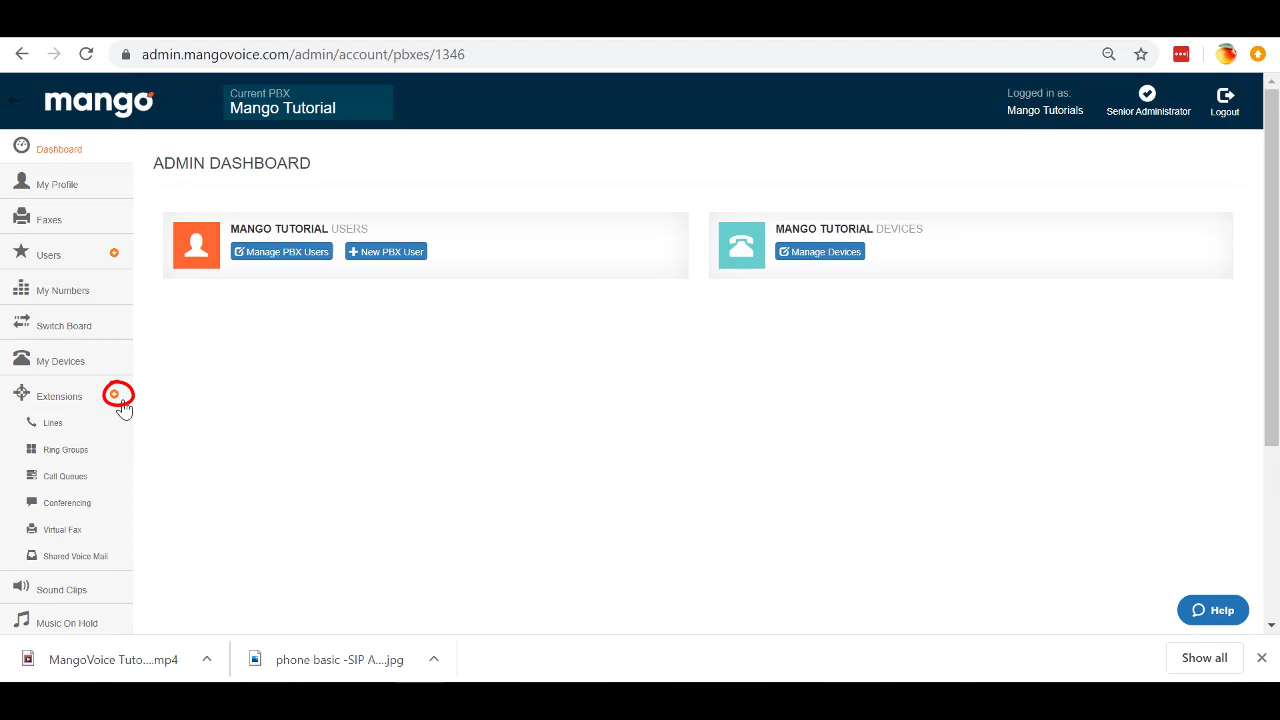 admin.mangovoice.com/admin/account/pbxes/1346
mango
Current PBX
Mango Tutorial
Logged in as:
Mango Tutorials
Senior Administrator
Logout
Dashboard
My Profile
Faxes
Users
My Numbers
Switch Board
My Devices
Extensions
Lines
Ring Groups
Call Queues
Conferencing
Virtual Fax
Shared Voice Mail
Sound Clips
Music On Hold
ADMIN DASHBOARD
MANGO TUTORIAL USERS
Manage PBX Users
New PBX User
MANGO TUTORIAL DEVICES
Manage Devices
Help
MangoVoice Tuto....mp4
phone basic -SIP A....jpg
Show all